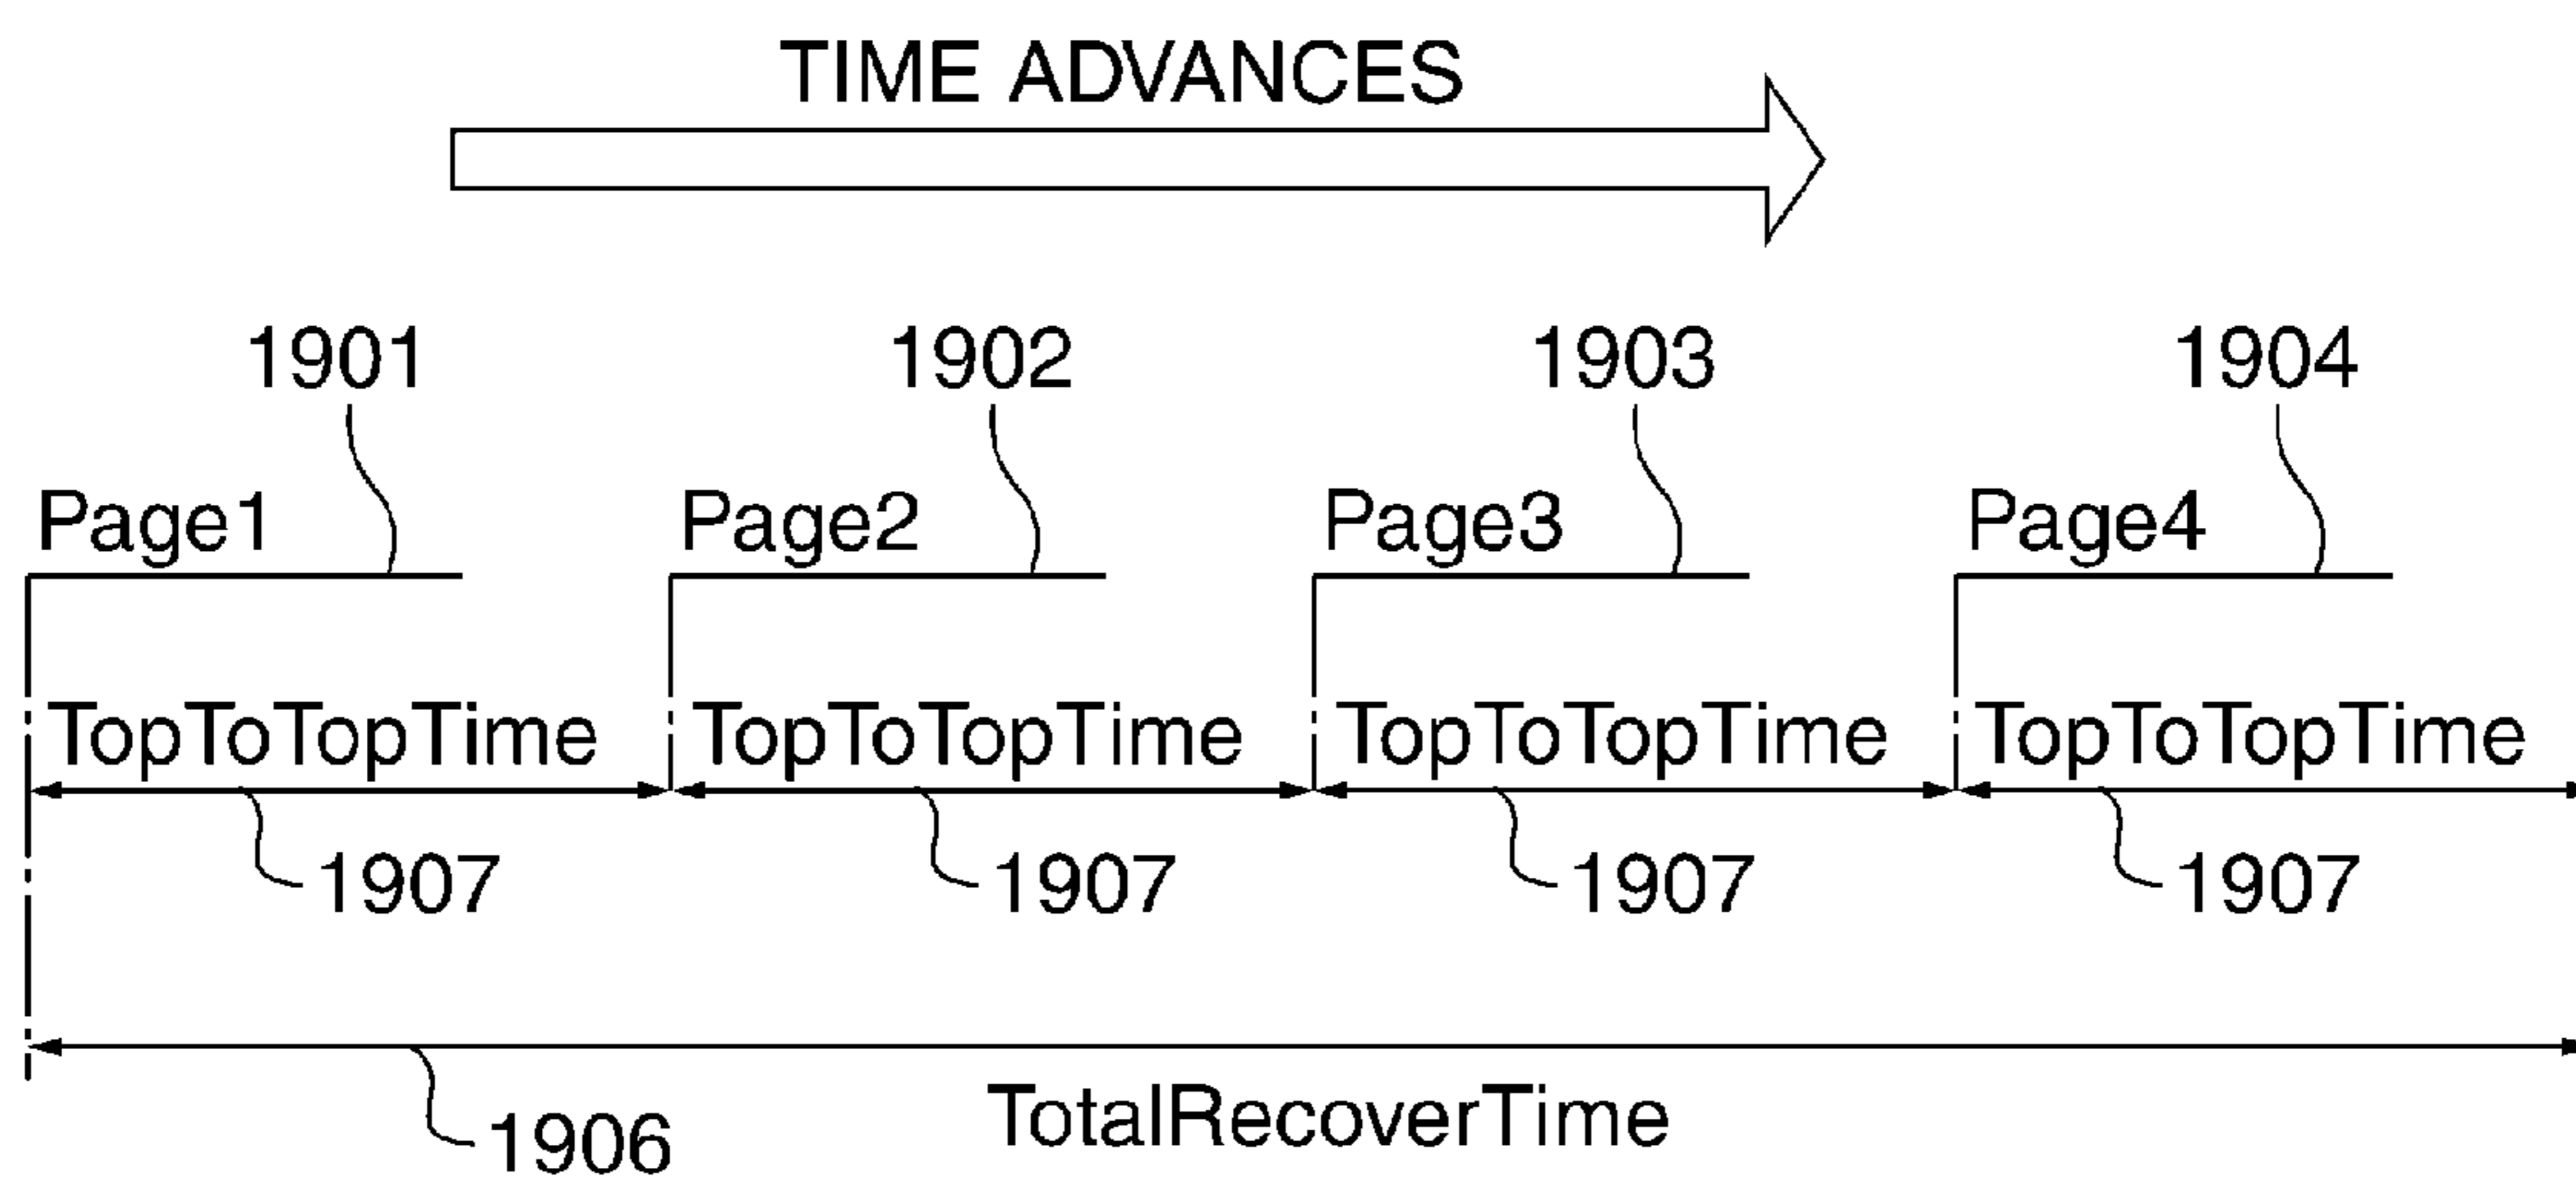 TIME ADVANCES
1901 1902 1903 1904
Page1 Page2 Page3 Page4
TopToTopTime TopToTopTime TopToTopTime TopToTopTime
1907 1907 1907 1907
TotalRecoverTime
1906